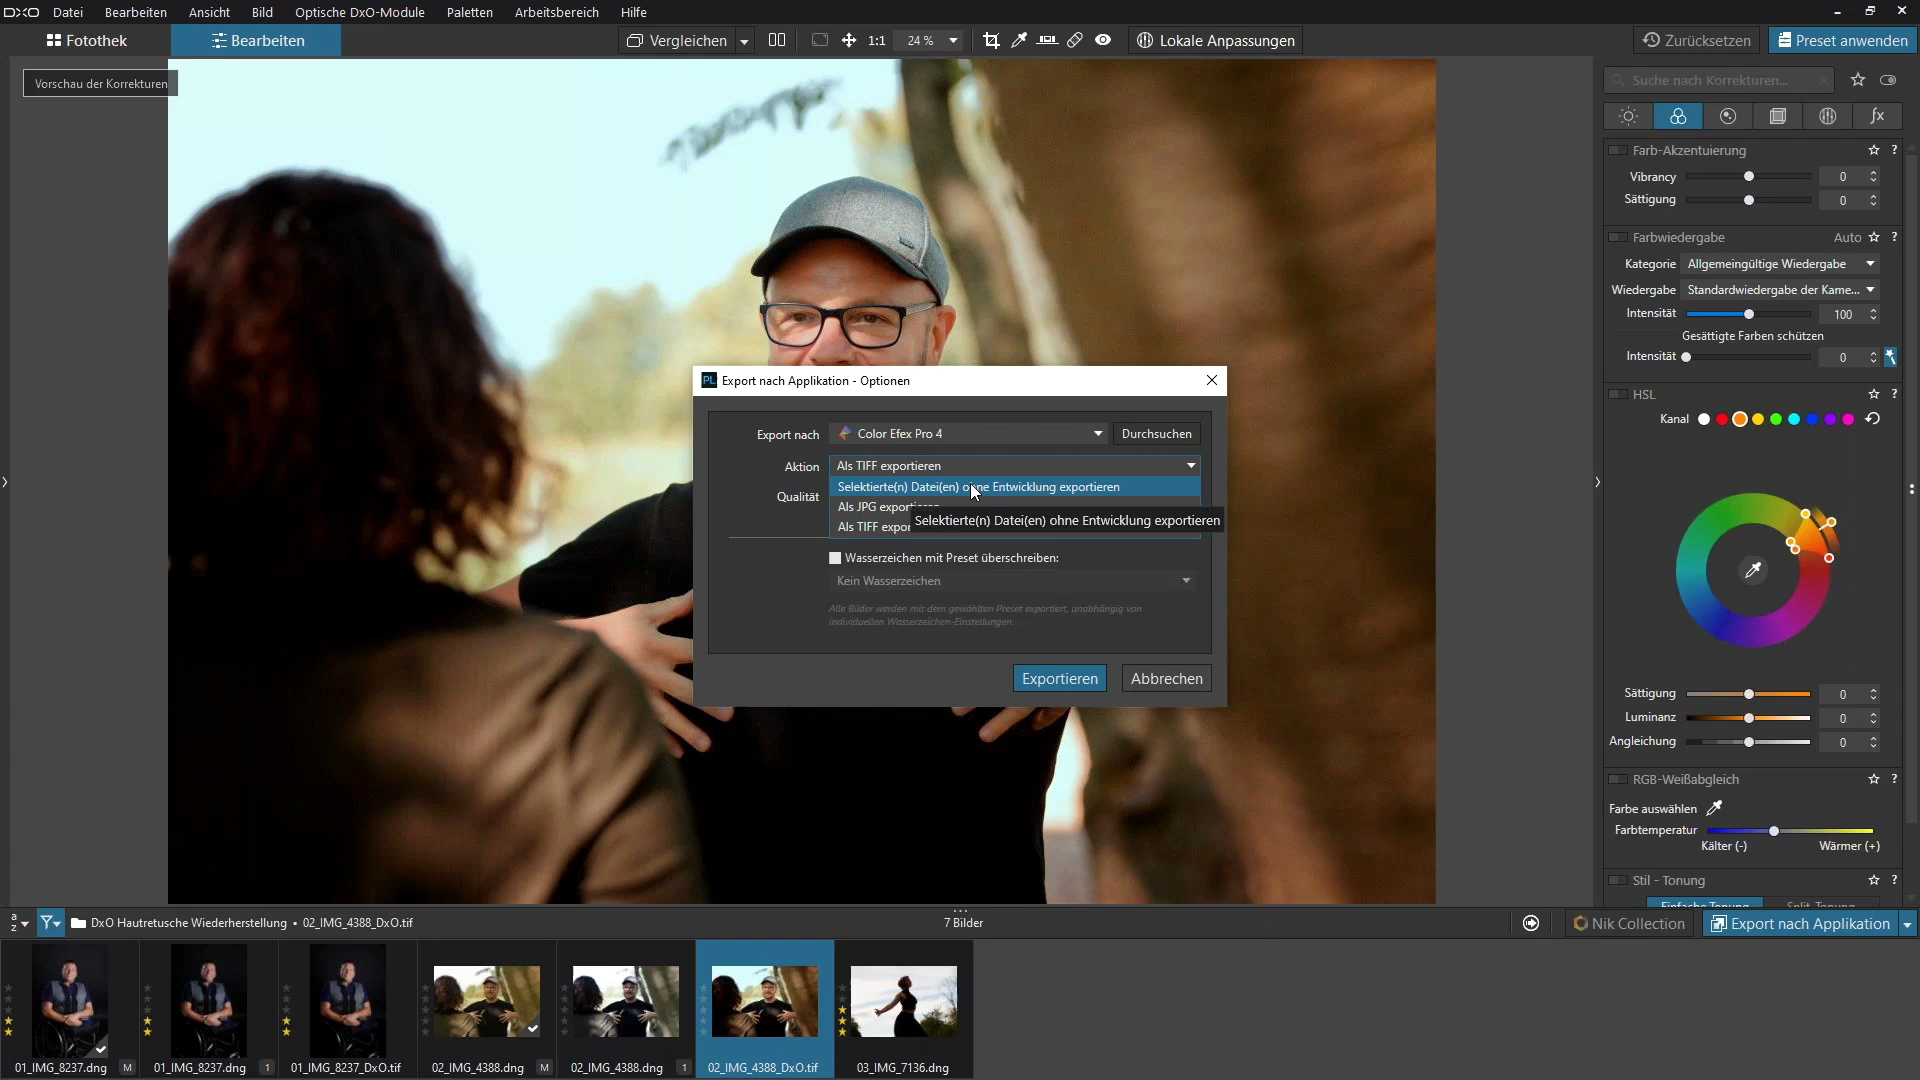 DxO Datei Bearbeiten Ansicht Bild Optische DxO-Module Paletten Arbeitsbereich Hilfe
Fotothek Bearbeiten Vergleichen 1:1 24 % Lokale Anpassungen Zurücksetzen Preset anwenden
Vorschau der Korrekturen
Suche nach Korrekturen...
fx
Farb-Akzentuierung ?
Vibrancy 0
Sättigung 0
Farbwiedergabe Auto ?
Kategorie Allgemeingültige Wiedergabe
Wiedergabe Standardwiedergabe der Kame...
Intensität 100
Gesättigte Farben schützen
Intensität 0
HSL ?
Kanal
Sättigung 0
Luminanz 0
Angleichung 0
RGB-Weißabgleich ?
Farbe auswählen
Farbtemperatur
Kälter (-) Wärmer (+)
Stil - Tonung ?
Einfache Tonung Split-Tonung
PL Export nach Applikation - Optionen
Export nach Color Efex Pro 4 Durchsuchen
Aktion Als TIFF exportieren
Selektierte(n) Datei(en) ohne Entwicklung exportieren
Qualität
Als JPG exportieren
Selektierte(n) Datei(en) ohne Entwicklung exportieren
Als TIFF expor
Wasserzeichen mit Preset überschreiben:
Kein Wasserzeichen
Alle Bilder werden mit dem gewählten Preset exportiert, unabhängig von
individuellen Wasserzeichen-Einstellungen.
Exportieren Abbrechen
a
z
DxO Hautretusche Wiederherstellung • 02_IMG_4388_DxO.tif 7 Bilder Nik Collection Export nach Applikation
01_IMG_8237.dng M 01_IMG_8237.dng 1 01_IMG_8237_DxO.tif 02_IMG_4388.dng M 02_IMG_4388.dng 1 02_IMG_4388_DxO.tif 03_IMG_7136.dng